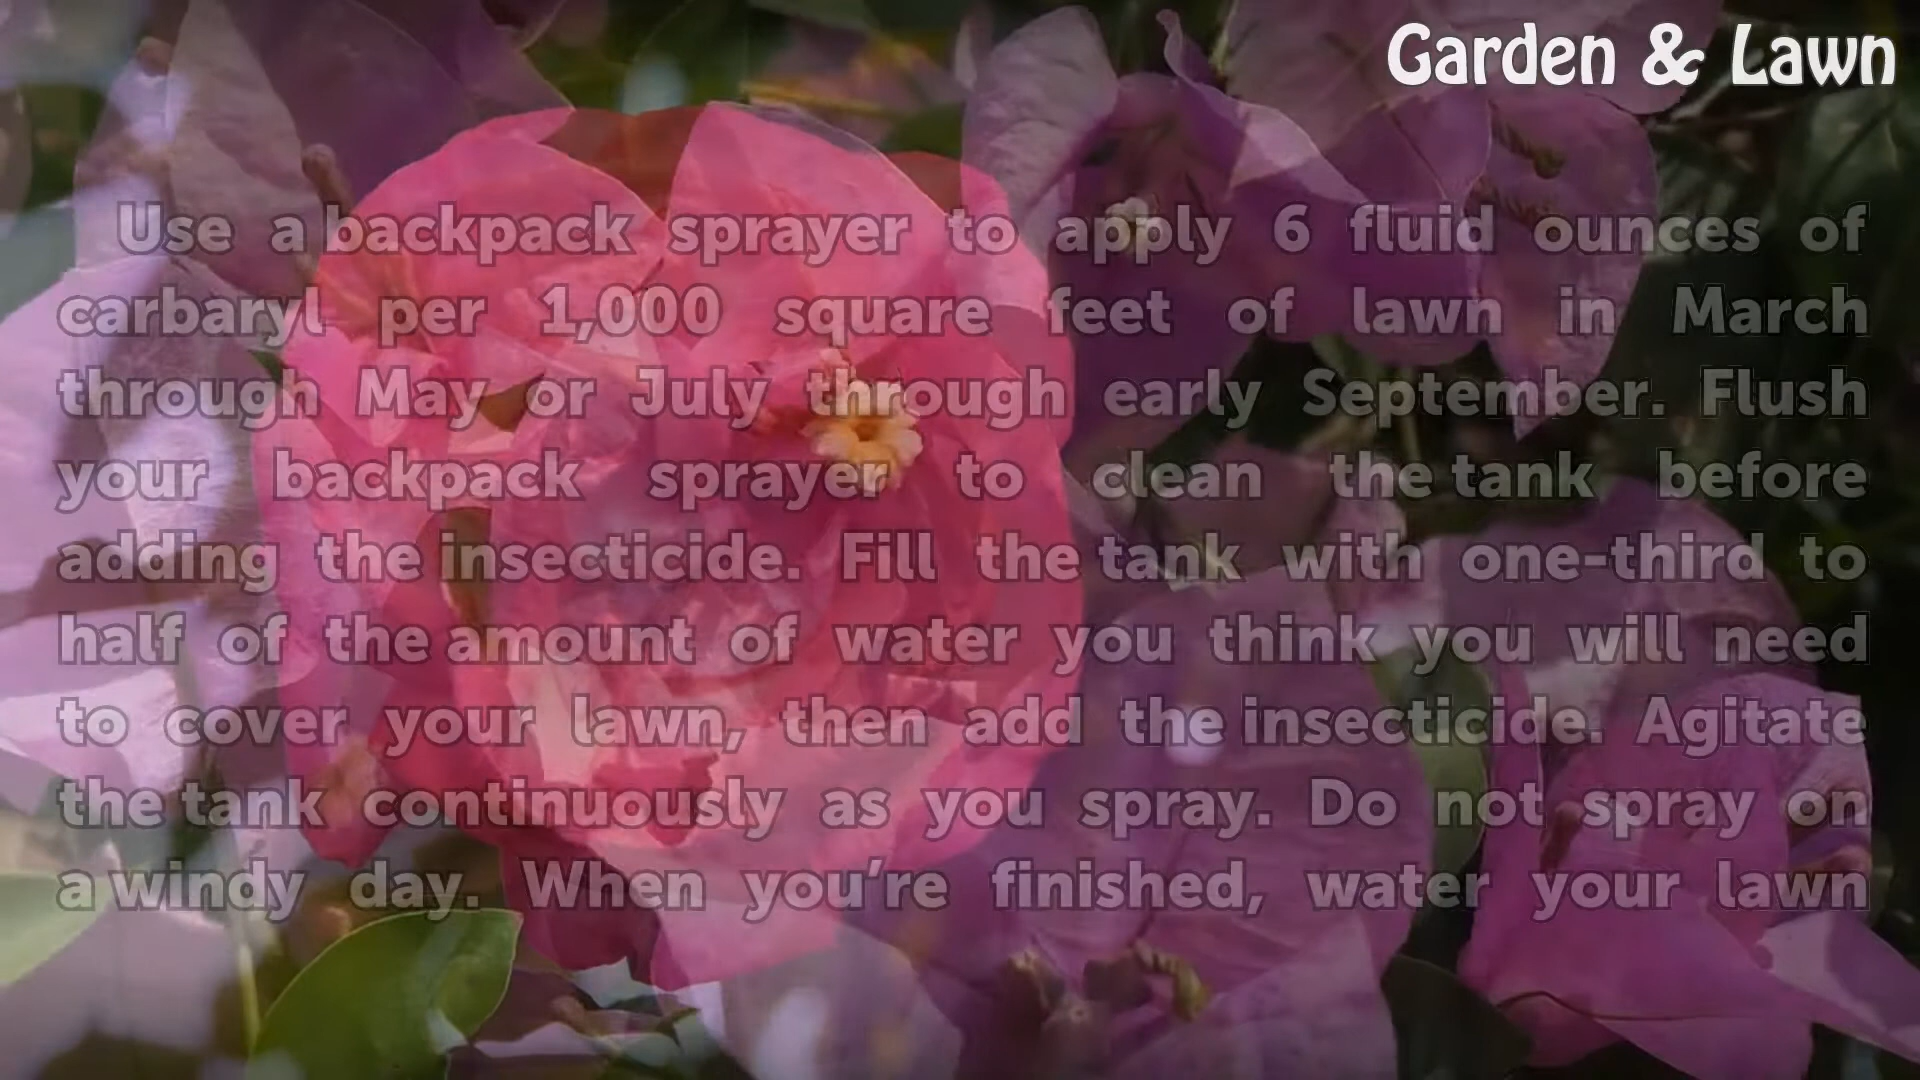 Garden & Lawn
Use a backpack sprayer to apply 6 fluid ounces of
carbaryl per 1,000 square feet of lawn in March
through May or July through early September. Flush
your backpack sprayer to clean the tank before
adding the insecticide. Fill the tank with one-third to
half of the amount of water you think you will need
to cover your lawn, then add the insecticide. Agitate
the tank continuously as you spray. Do not spray on
a windy day. When you’re finished, water your lawn